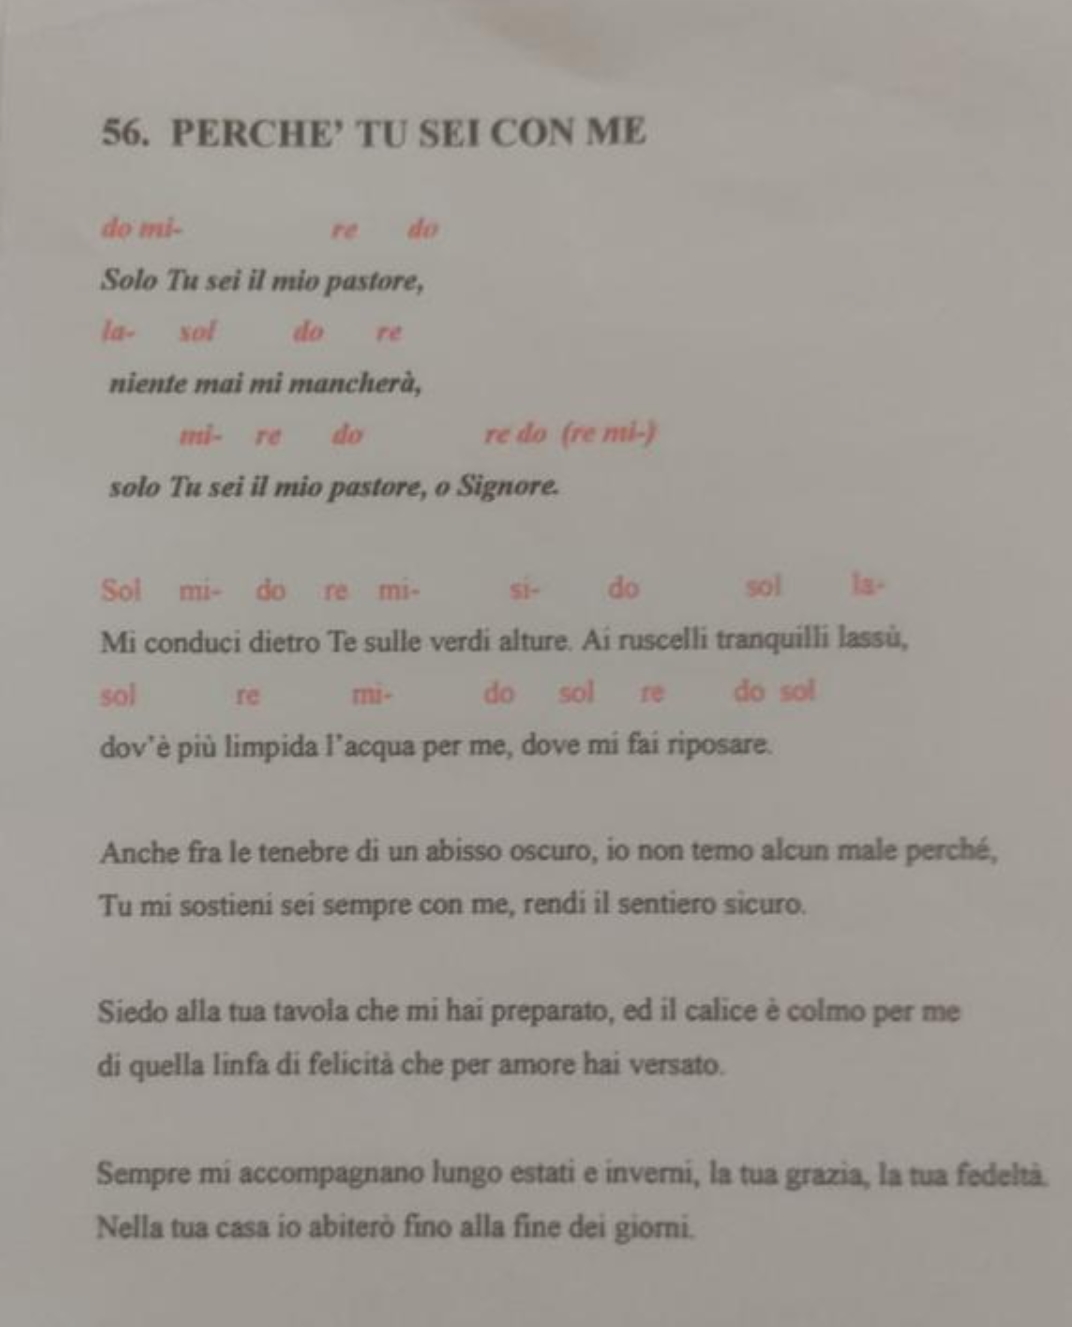 56. PERCHE' TU SEI CON ME
do mi- re do
Solo Tu sei il mio pastore,
la- sol do re
niente mai mi mancherà,
mi- re do re do (re mi-)
solo Tu sei il mio pastore, o Signore.
Sol mi- do re mi- si- do sol la-
Mi conduci dietro Te sulle verdi alture. Ai ruscelli tranquilli lassù,
sol re mi- do sol re do sol
dov'è più limpida l'acqua per me, dove mi fai riposare.
Anche fra le tenebre di un abisso oscuro, io non temo alcun male perché,
Tu mi sostieni sei sempre con me, rendi il sentiero sicuro.
Siedo alla tua tavola che mi hai preparato, ed il calice è colmo per me
di quella linfa di felicità che per amore hai versato.
Sempre mi accompagnano lungo estati e inverni, la tua grazia, la tua fedeltà.
Nella tua casa io abiterò fino alla fine dei giorni.